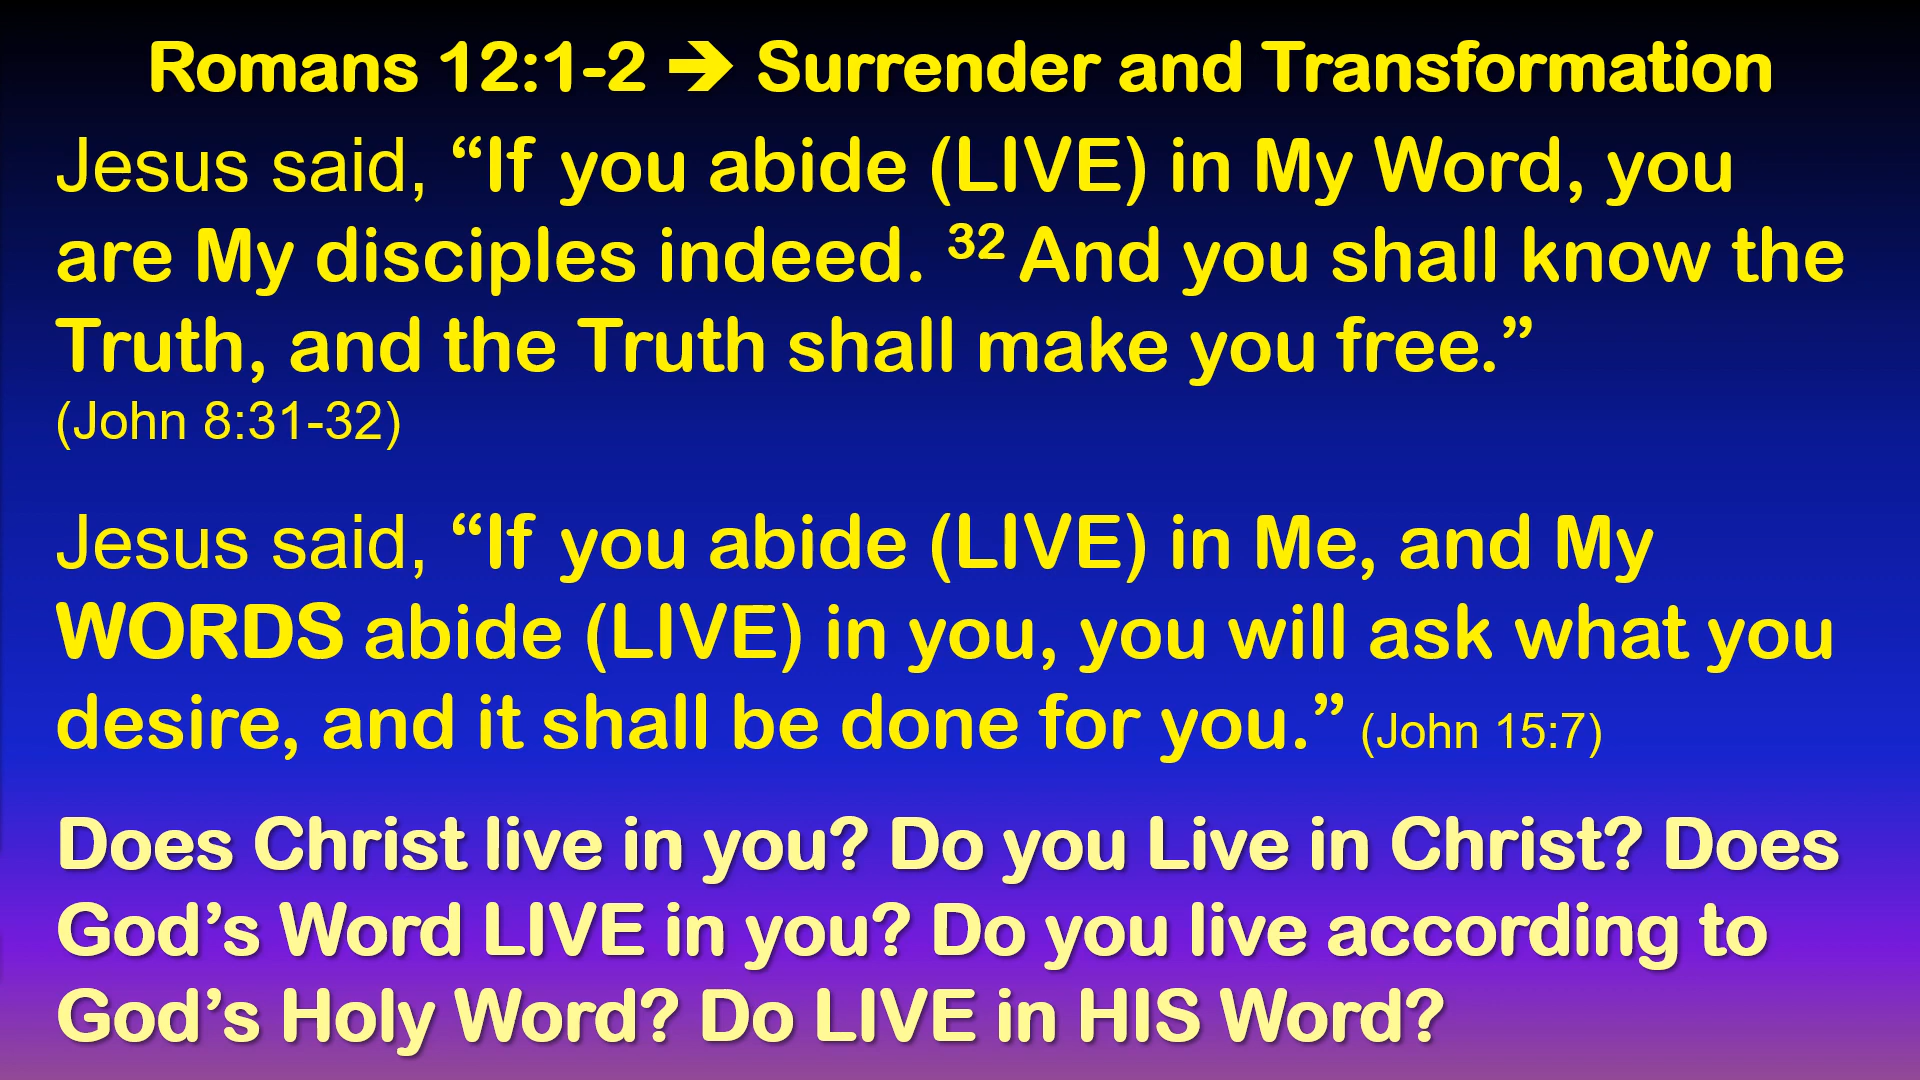 Romans 12:1-2 ➔ Surrender and Transformation
Jesus said, “If you abide (LIVE) in My Word, you
are My disciples indeed. 32 And you shall know the
Truth, and the Truth shall make you free.”
(John 8:31-32)
Jesus said, “If you abide (LIVE) in Me, and My
WORDS abide (LIVE) in you, you will ask what you
desire, and it shall be done for you.” (John 15:7)
Does Christ live in you? Do you Live in Christ? Does
God’s Word LIVE in you? Do you live according to
God’s Holy Word? Do LIVE in HIS Word?